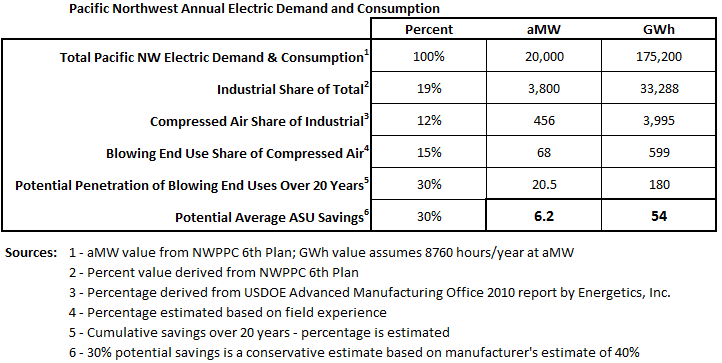 Pacific Northwest Annual Electric Demand and Consumption
Percent aMW GWh
Total Pacific NW Electric Demand & Consumption¹ 100% 20,000 175,200
Industrial Share of Total² 19% 3,800 33,288
Compressed Air Share of Industrial³ 12% 456 3,995
Blowing End Use Share of Compressed Air⁴ 15% 68 599
Potential Penetration of Blowing End Uses Over 20 Years⁵ 30% 20.5 180
Potential Average ASU Savings⁶ 30% 6.2 54
Sources: 1 - aMW value from NWPPC 6th Plan; GWh value assumes 8760 hours/year at aMW
2 - Percent value derived from NWPPC 6th Plan
3 - Percentage derived from USDOE Advanced Manufacturing Office 2010 report by Energetics, Inc.
4 - Percentage estimated based on field experience
5 - Cumulative savings over 20 years - percentage is estimated
6 - 30% potential savings is a conservative estimate based on manufacturer's estimate of 40%